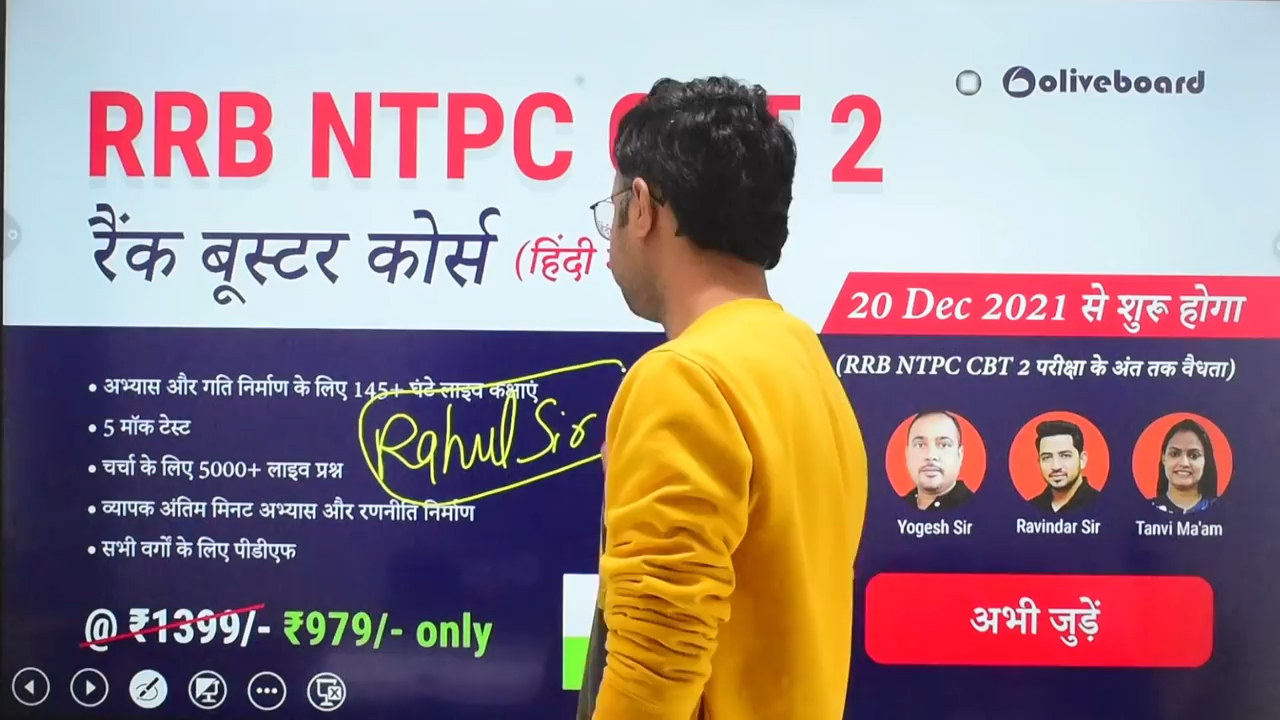 oliveboard
RRB NTPC 2
रैंक बूस्टर कोर्स (हिंदी
20 Dec 2021 से शुरू होगा
(RRB NTPC CBT 2 परीक्षा के अंत तक वैधता)
• अभ्यास और गति निर्माण के लिए 145+ घंटे लाइव कक्षाएं
• 5 मॉक टेस्ट
• चर्चा के लिए 5000+ लाइव प्रश्न
• व्यापक अंतिम मिनट अभ्यास और रणनीति निर्माण
• सभी वर्गों के लिए पीडीएफ
Rahul Sir
@ ₹1399/- ₹979/- only
Yogesh Sir Ravindar Sir Tanvi Ma'am
अभी जुड़ें